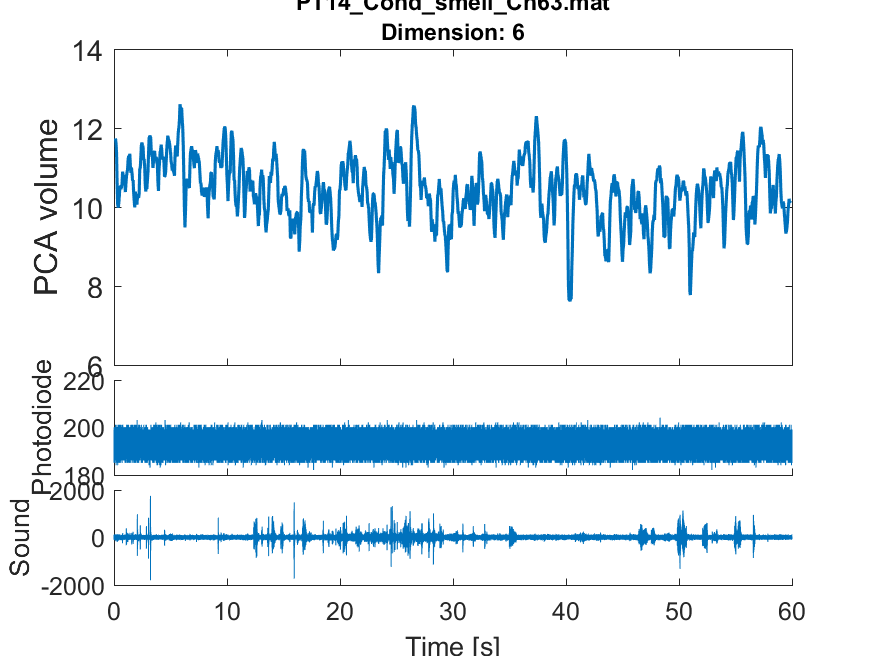 PT14_Cond_smell_Ch63.mat
Dimension: 6
14
12
10
8
6
PCA volume
220
200
180
Photodiode
2000
0
-2000
Sound
0 10 20 30 40 50 60
Time [s]